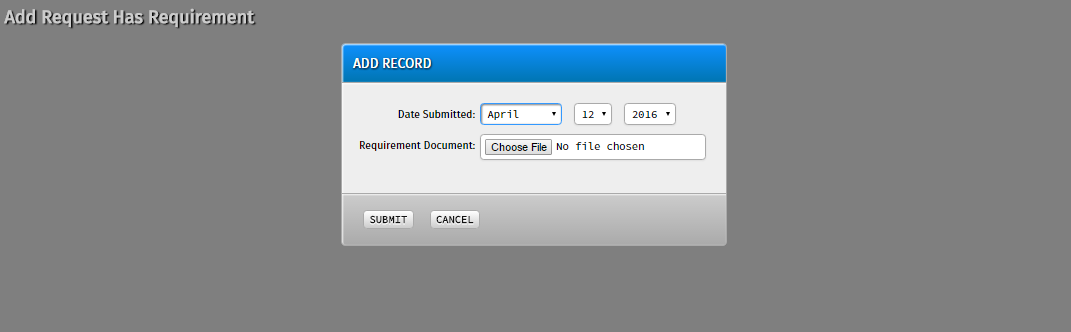 Add Request Has Requirement
ADD RECORD
Date Submitted: April 12 2016
Requirement Document: Choose File No file chosen
SUBMIT CANCEL